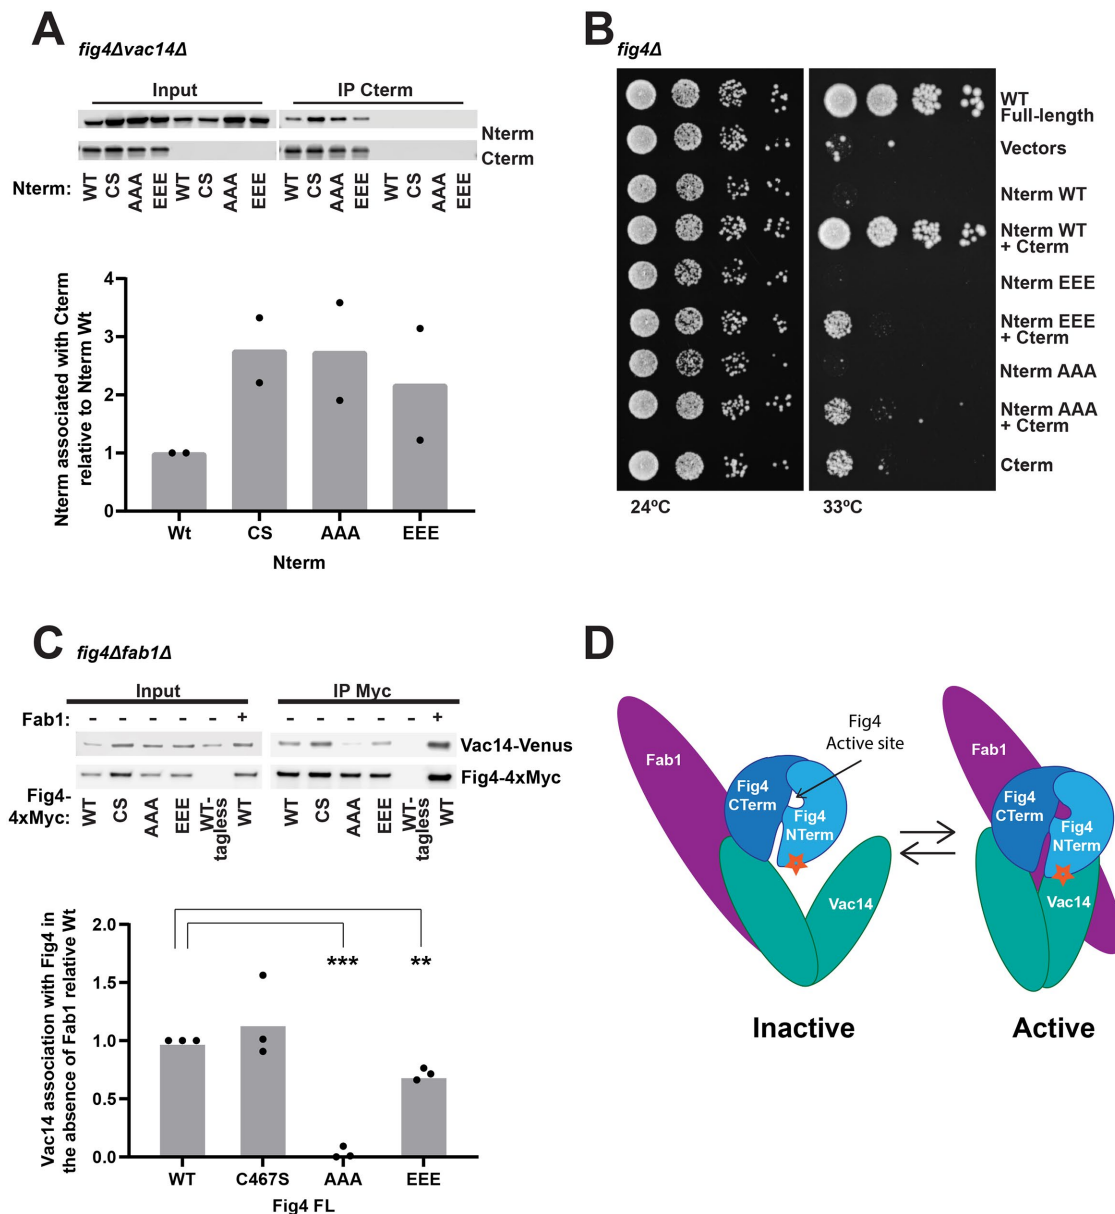 A
fig4Δvac14Δ
Input
IP Cterm
Nterm
Cterm
Nterm:
WT
CS
AAA
EEE
WT
CS
AAA
EEE
WT
CS
AAA
EEE
WT
CS
AAA
EEE
Nterm associated with Cterm
relative to Nterm Wt
4
3
2
1
0
Wt
CS
AAA
EEE
Nterm
B
fig4Δ
WT
Full-length
Vectors
Nterm WT
Nterm WT
+ Cterm
Nterm EEE
Nterm EEE
+ Cterm
Nterm AAA
Nterm AAA
+ Cterm
Cterm
24ºC
33ºC
C
fig4Δfab1Δ
Input
IP Myc
Fab1:
- - - - - +
- - - - - +
Vac14-Venus
Fig4-4xMyc
Fig4-
4xMyc:
WT
CS
AAA
EEE
WT-
tagless
WT
WT
CS
AAA
EEE
WT-
tagless
WT
Vac14 association with Fig4 in
the absence of Fab1 relative Wt
2.0
1.5
1.0
0.5
0.0
***
**
WT
C467S
AAA
EEE
Fig4 FL
D
Fig4
Active site
Fab1
Fig4
CTerm
Fig4
NTerm
Vac14
Inactive
Fab1
Fig4
CTerm
Fig4
NTerm
Vac14
Active